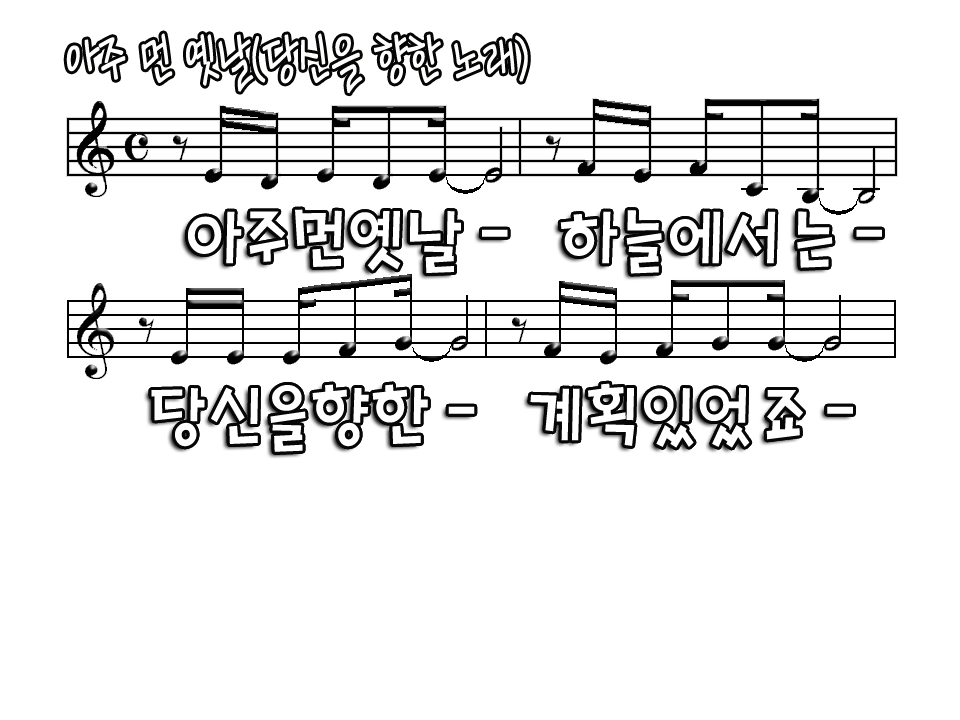 아주 먼 옛날(당신을 향한 노래)
아주먼옛날 - 하늘에서 는 -
당신을향한 - 계획있었 죠 -